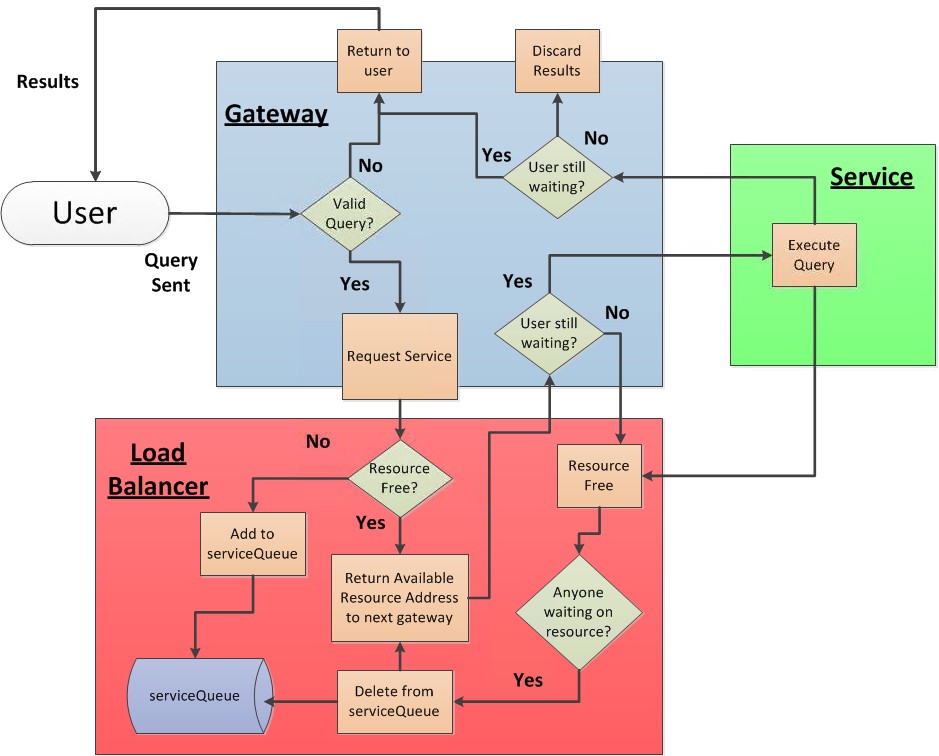 Return to
user
Discard
Results
Results
Gateway
No
Yes
No
User still
waiting?
Service
User
Valid
Query?
Execute
Query
Query
Sent
Yes
Yes
No
User still
waiting?
Request Service
Load
Balancer
No
Resource
Free?
Resource
Free
Yes
Add to
serviceQueue
Return Available
Resource Address
to next gateway
Anyone
waiting on
resource?
Yes
serviceQueue
Delete from
serviceQueue